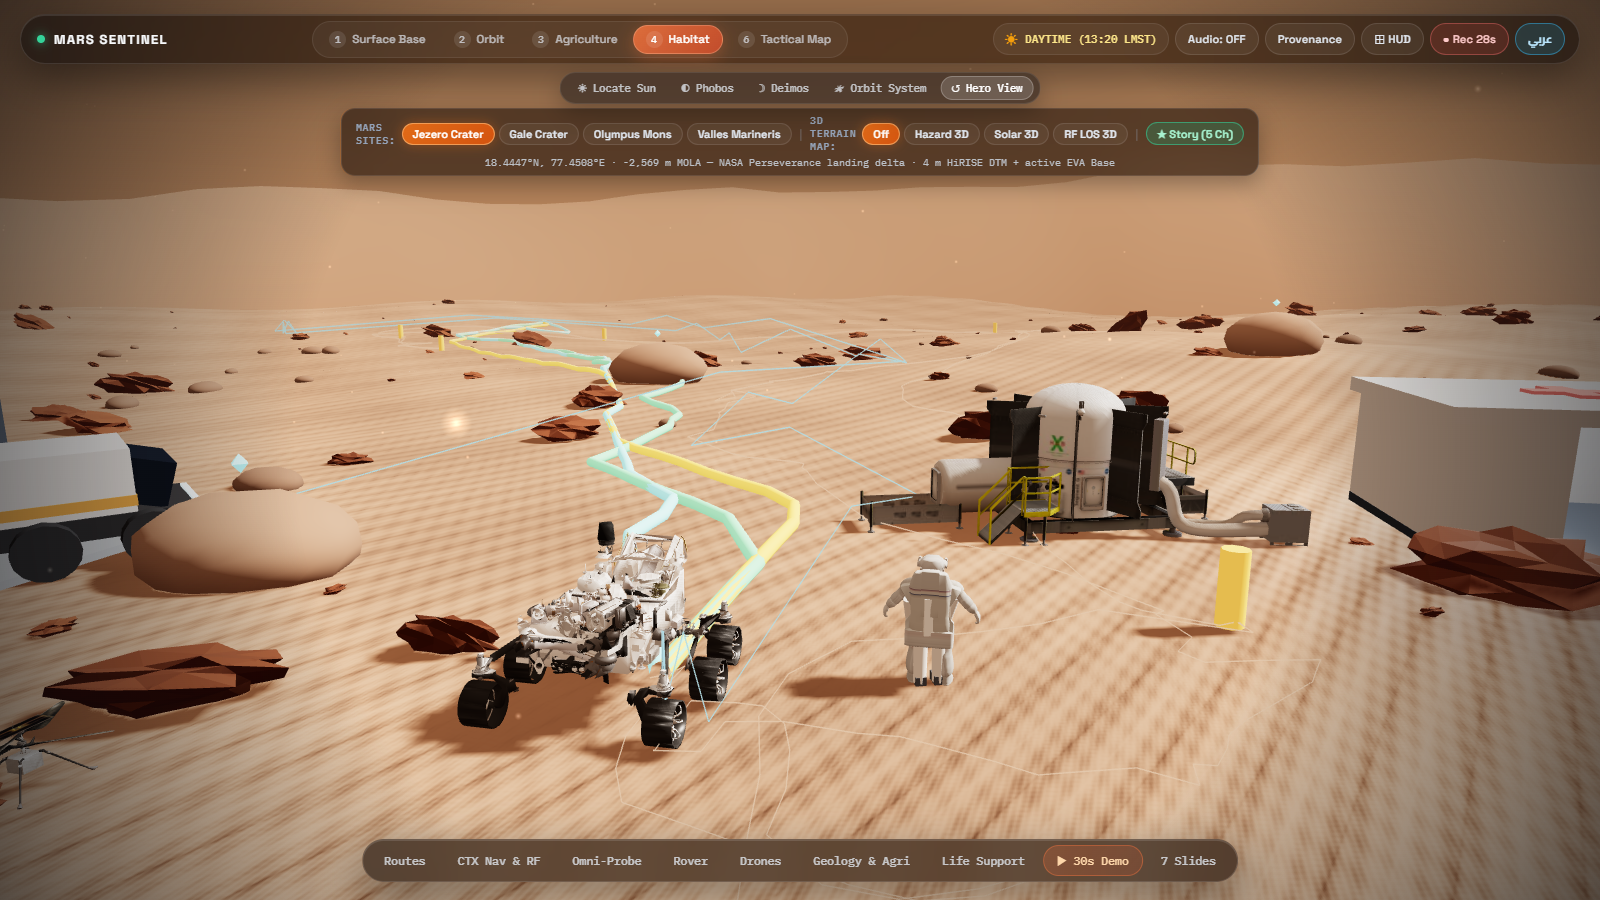 MARS SENTINEL
1 Surface Base
2 Orbit
3 Agriculture
4 Habitat
6 Tactical Map
DAYTIME (13:20 LMST)
Audio: OFF
Provenance
HUD
Rec 28s
عربي
Locate Sun
Phobos
Deimos
Orbit System
Hero View
MARS SITES:
Jezero Crater
Gale Crater
Olympus Mons
Valles Marineris
3D TERRAIN MAP:
Off
Hazard 3D
Solar 3D
RF LOS 3D
★ Story (5 Ch)
18.4447°N, 77.4508°E · -2,569 m MOLA — NASA Perseverance landing delta · 4 m HiRISE DTM + active EVA Base
Routes
CTX Nav & RF
Omni-Probe
Rover
Drones
Geology & Agri
Life Support
▶ 30s Demo
7 Slides